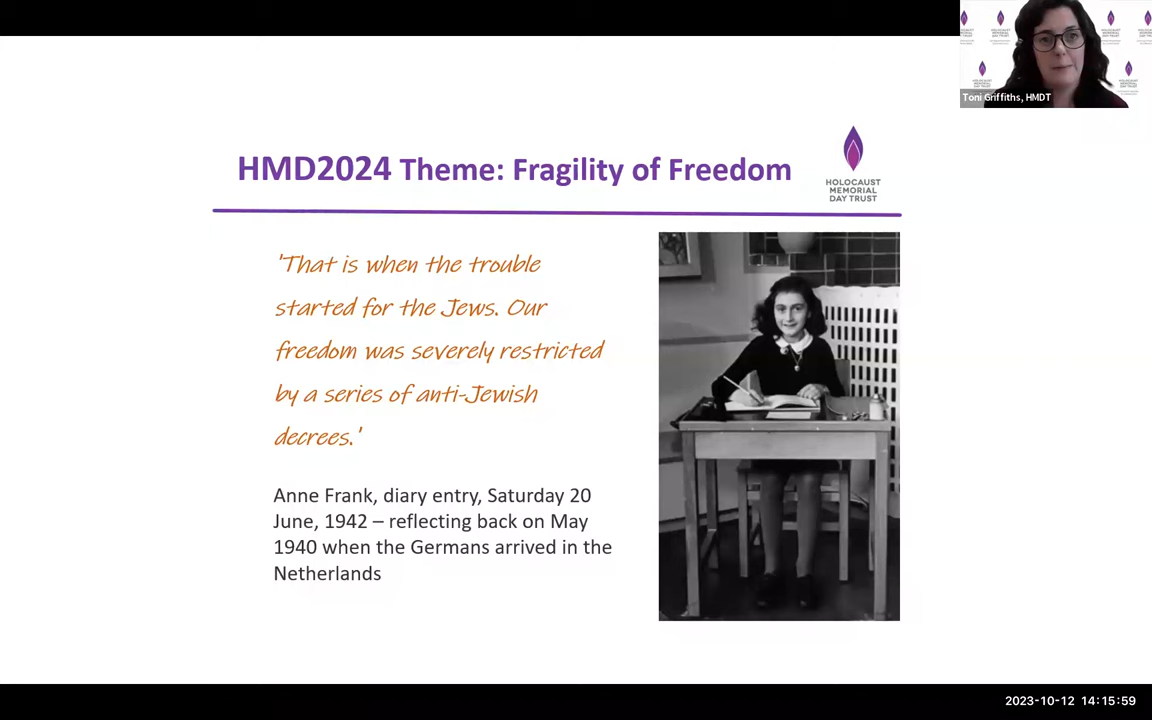 Toni Griffiths, HMDT
HMD2024 Theme: Fragility of Freedom
HOLOCAUST
MEMORIAL
DAY TRUST
'That is when the trouble
started for the Jews. Our
freedom was severely restricted
by a series of anti-Jewish
decrees.'
Anne Frank, diary entry, Saturday 20
June, 1942 – reflecting back on May
1940 when the Germans arrived in the
Netherlands
2023-10-12 14:15:59